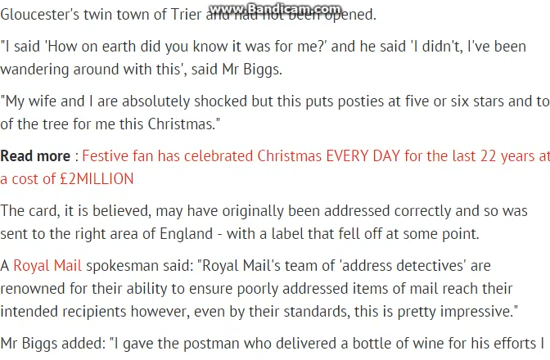 www.Bandicam.com
Gloucester's twin town of Trier and had not been opened.
"I said 'How on earth did you know it was for me?' and he said 'I didn't, I've been
wandering around with this', said Mr Biggs.
"My wife and I are absolutely shocked but this puts posties at five or six stars and to
of the tree for me this Christmas."
Read more : Festive fan has celebrated Christmas EVERY DAY for the last 22 years at
a cost of £2MILLION
The card, it is believed, may have originally been addressed correctly and so was
sent to the right area of England - with a label that fell off at some point.
A Royal Mail spokesman said: "Royal Mail's team of 'address detectives' are
renowned for their ability to ensure poorly addressed items of mail reach their
intended recipients however, even by their standards, this is pretty impressive."
Mr Biggs added: "I gave the postman who delivered a bottle of wine for his efforts I